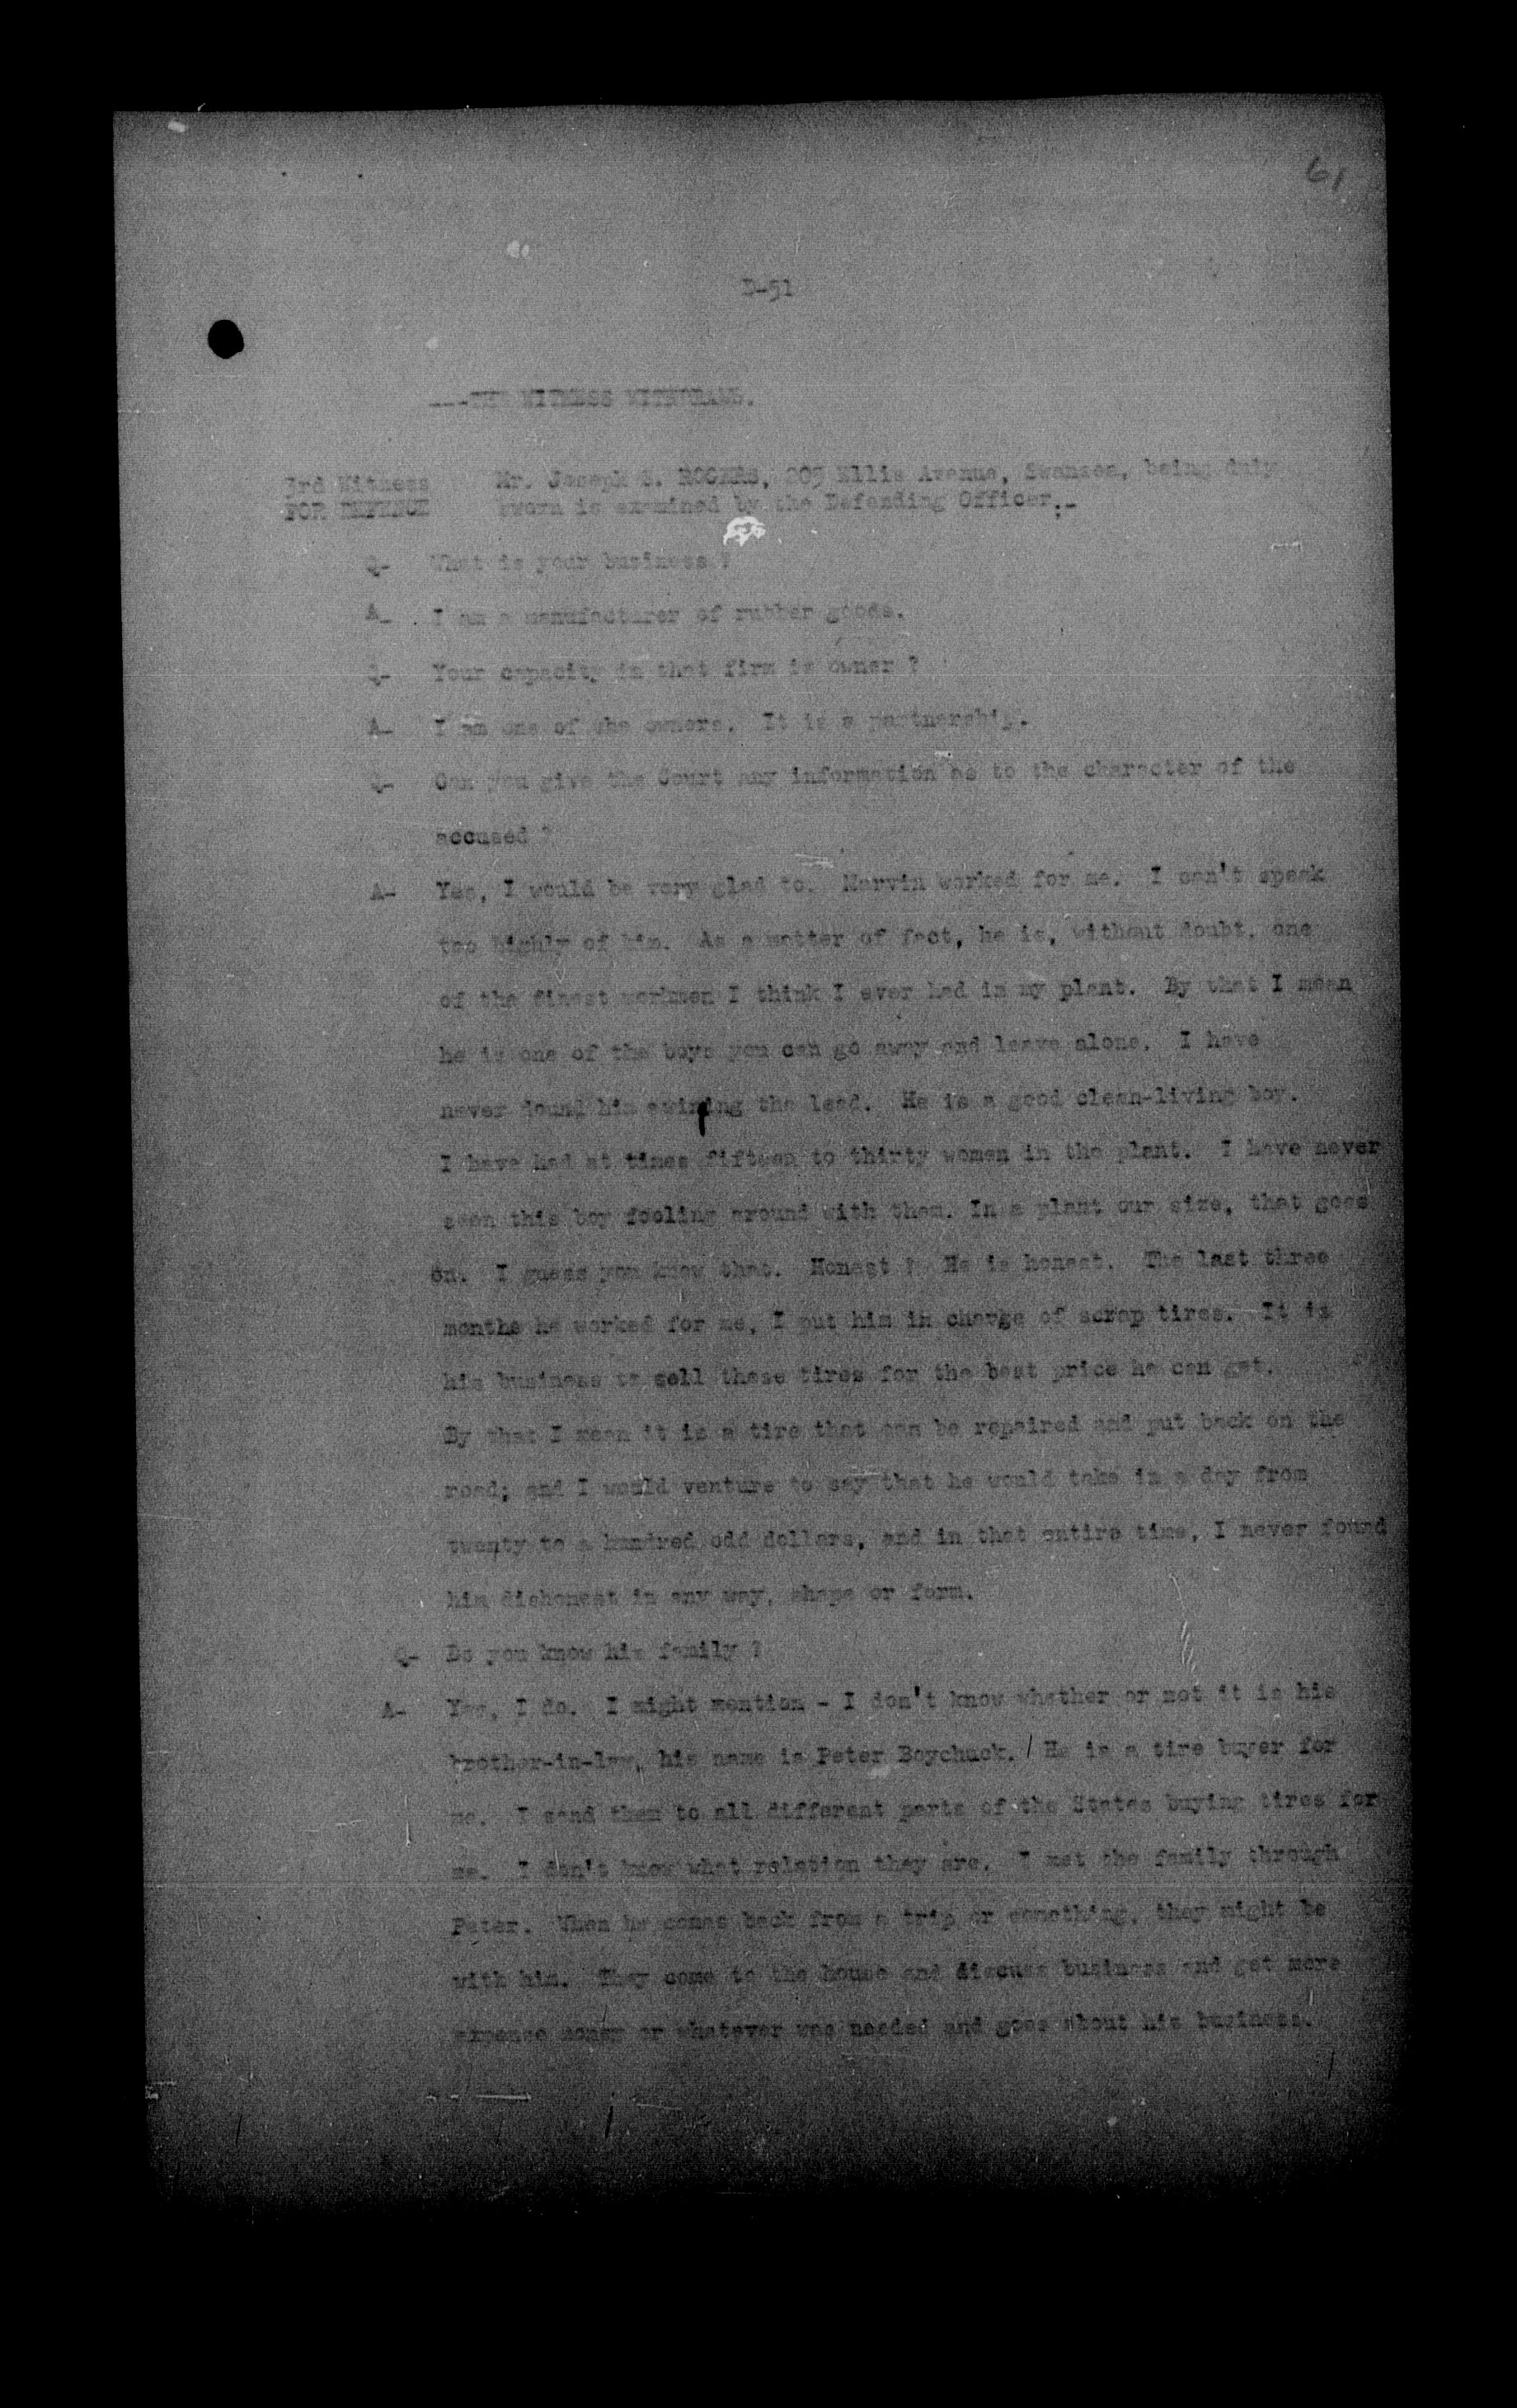 61
D-51
---THE WITNESS WITHDRAWS.
3rd Witness Mr. Joseph S. ROGERS, 205 Ellis Avenue, Swansea, being duly
FOR DEFENCE sworn is examined by the Defending Officer:-
Q- What is your business ?
A- I am a manufacturer of rubber goods.
Q- Your capacity in that firm is owner ?
A- I am one of the owners. It is a partnership.
Q- Can you give the Court any information as to the character of the
accused ?
A- Yes, I would be very glad to. Marvin worked for me. I can't speak
too highly of him. As a matter of fact, he is, without doubt, one
of the finest workmen I think I ever had in my plant. By that I mean
he is one of the boys you can go away and leave alone. I have
never found him swinging the lead. He is a good clean-living boy.
I have had at times fifteen to thirty women in the plant. I have never
seen this boy fooling around with them. In a plant our size, that goes
on. I guess you know that. Honest ? He is honest. The last three
months he worked for me, I put him in charge of scrap tires. It is
his business to sell these tires for the best price he can get.
By that I mean it is a tire that can be repaired and put back on the
road; and I would venture to say that he would take in a day from
twenty to a hundred odd dollars, and in that entire time, I never found
him dishonest in any way, shape or form.
Q- Do you know his family ?
A- Yes, I do. I might mention - I don't know whether or not it is his
brother-in-law, his name is Peter Boychuck. / He is a tire buyer for
me. I send them to all different parts of the States buying tires for
me. I don't know what relation they are. I met the family through
Peter. When he comes back from a trip or something, they might be
with him. They come to the house and discuss business and get more
expense money or whatever was needed and goes about his business.